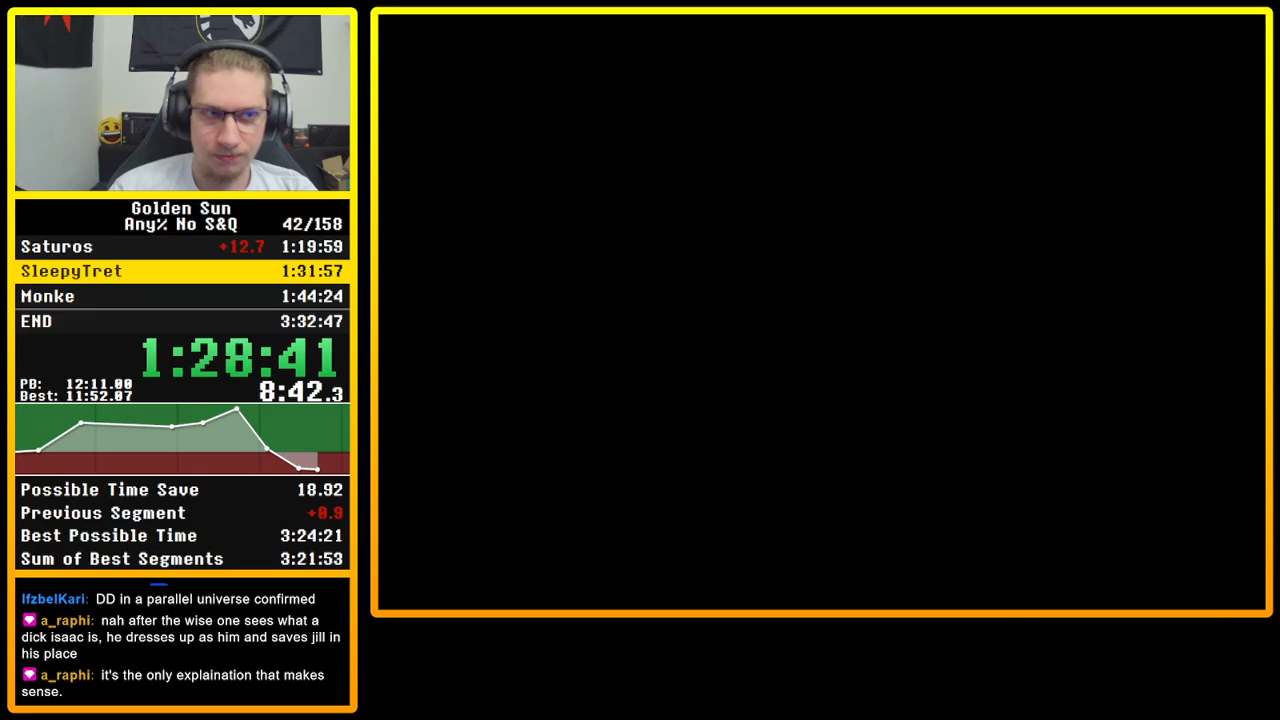 Golden Sun
Any% No S&Q 42/158
Saturos +12.7 1:19:59
SleepyTret 1:31:57
Monke 1:44:24
END 3:32:47
1:28:41
PB: 12:11.00
Best: 11:52.07
8:42.3
Possible Time Save 18.92
Previous Segment +0.9
Best Possible Time 3:24:21
Sum of Best Segments 3:21:53
IfzbelKari: DD in a parallel universe confirmed
a_raphi: nah after the wise one sees what a
dick isaac is, he dresses up as him and saves jill in
his place
a_raphi: it's the only explaination that makes
sense.